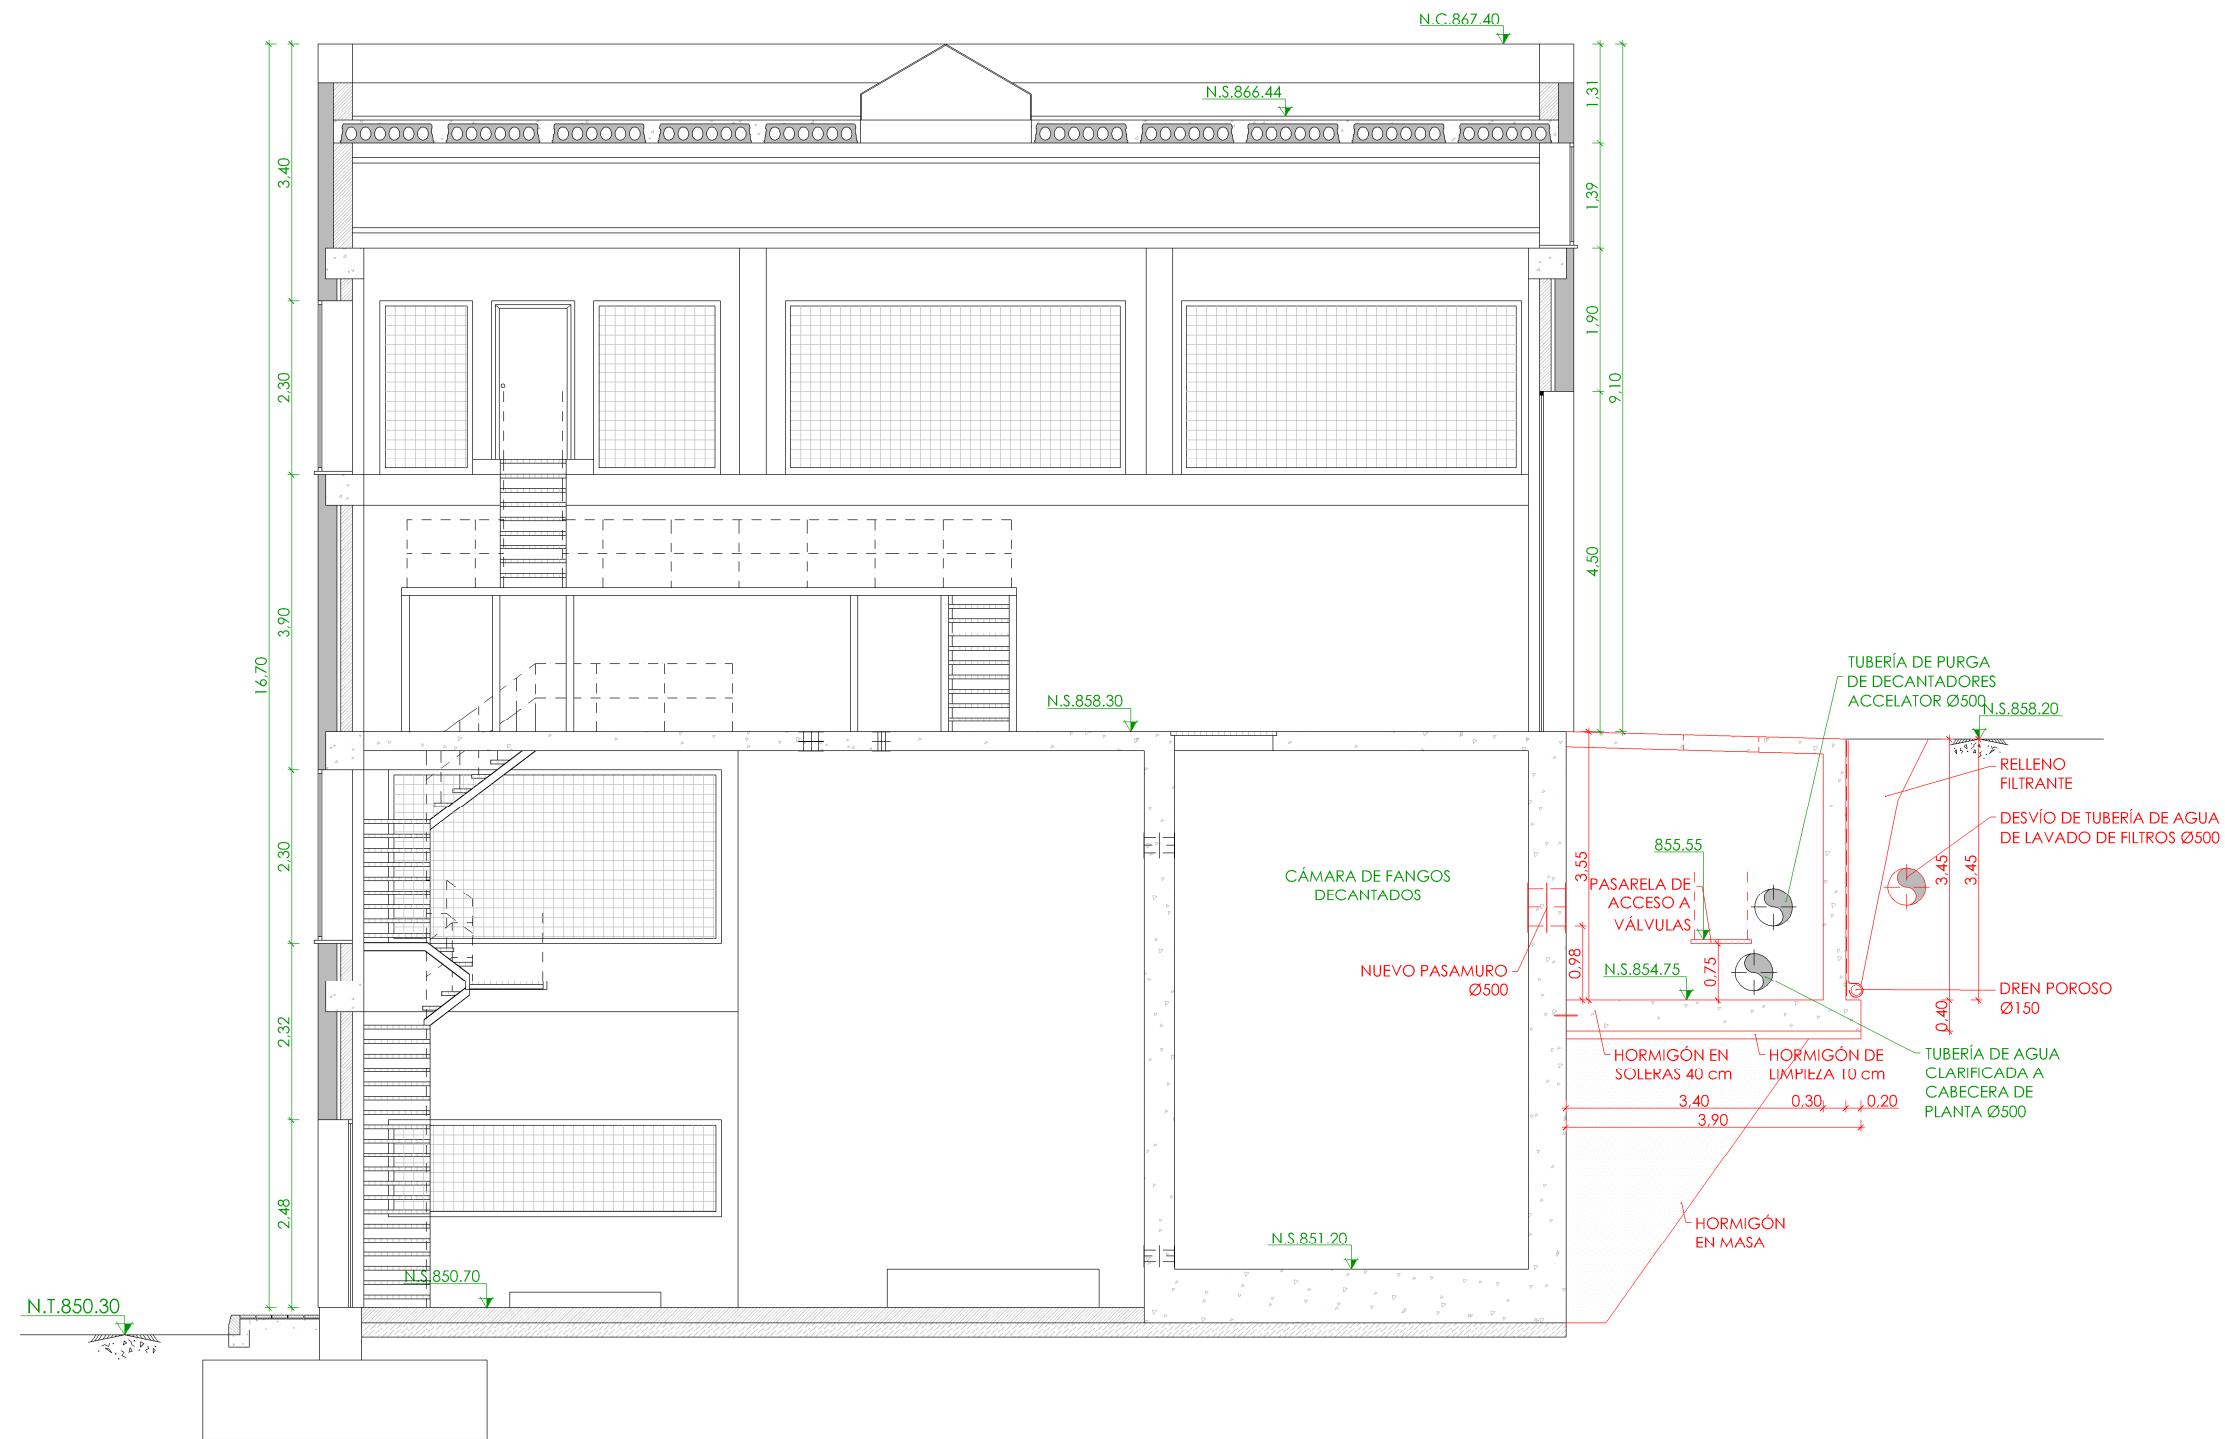 N.C.867.40
N.S.866.44
1,31
3,40
1,39
1,90
2,30
9,10
4,50
3,90
16,70
TUBERÍA DE PURGA
DE DECANTADORES
ACCELATOR Ø500
N.S.858.30
N.S.858.20
RELLENO
FILTRANTE
DESVÍO DE TUBERÍA DE AGUA
DE LAVADO DE FILTROS Ø500
2,30
3,55
855,55
3,45
3,45
CÁMARA DE FANGOS
DECANTADOS
PASARELA DE
ACCESO A
VÁLVULAS
NUEVO PASAMURO
Ø500
0,98
N.S.854.75
0,75
DREN POROSO
Ø150
0,40
2,32
HORMIGÓN EN
SOLERAS 40 cm
HORMIGÓN DE
LIMPIEZA 10 cm
TUBERÍA DE AGUA
CLARIFICADA A
CABECERA DE
PLANTA Ø500
3,40
0,30
0,20
3,90
2,48
HORMIGÓN
EN MASA
N.S.851.20
N.S.850.70
N.T.850.30